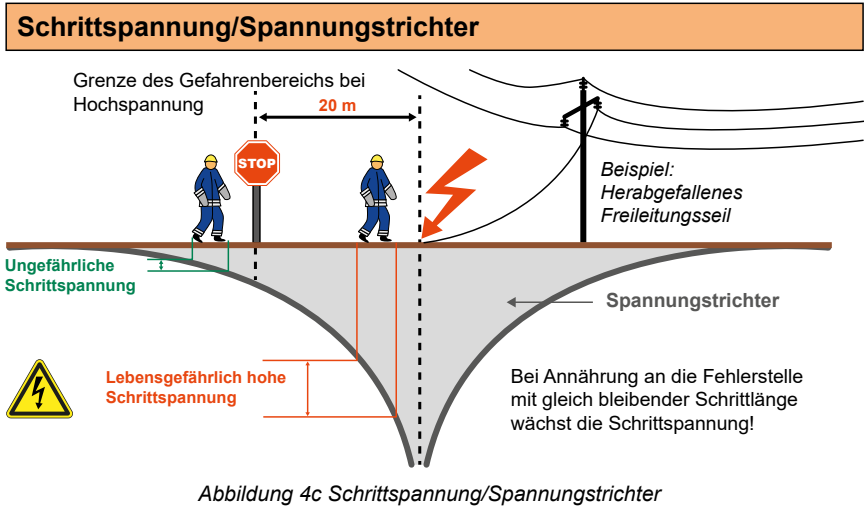 Schrittspannung/Spannungstrichter
Grenze des Gefahrenbereichs bei
Hochspannung
20 m
STOP
Beispiel:
Herabgefallenes
Freileitungsseil
Ungefährliche
Schrittspannung
Spannungstrichter
Lebensgefährlich hohe
Schrittspannung
Bei Annährung an die Fehlerstelle
mit gleich bleibender Schrittlänge
wächst die Schrittspannung!
Abbildung 4c Schrittspannung/Spannungstrichter